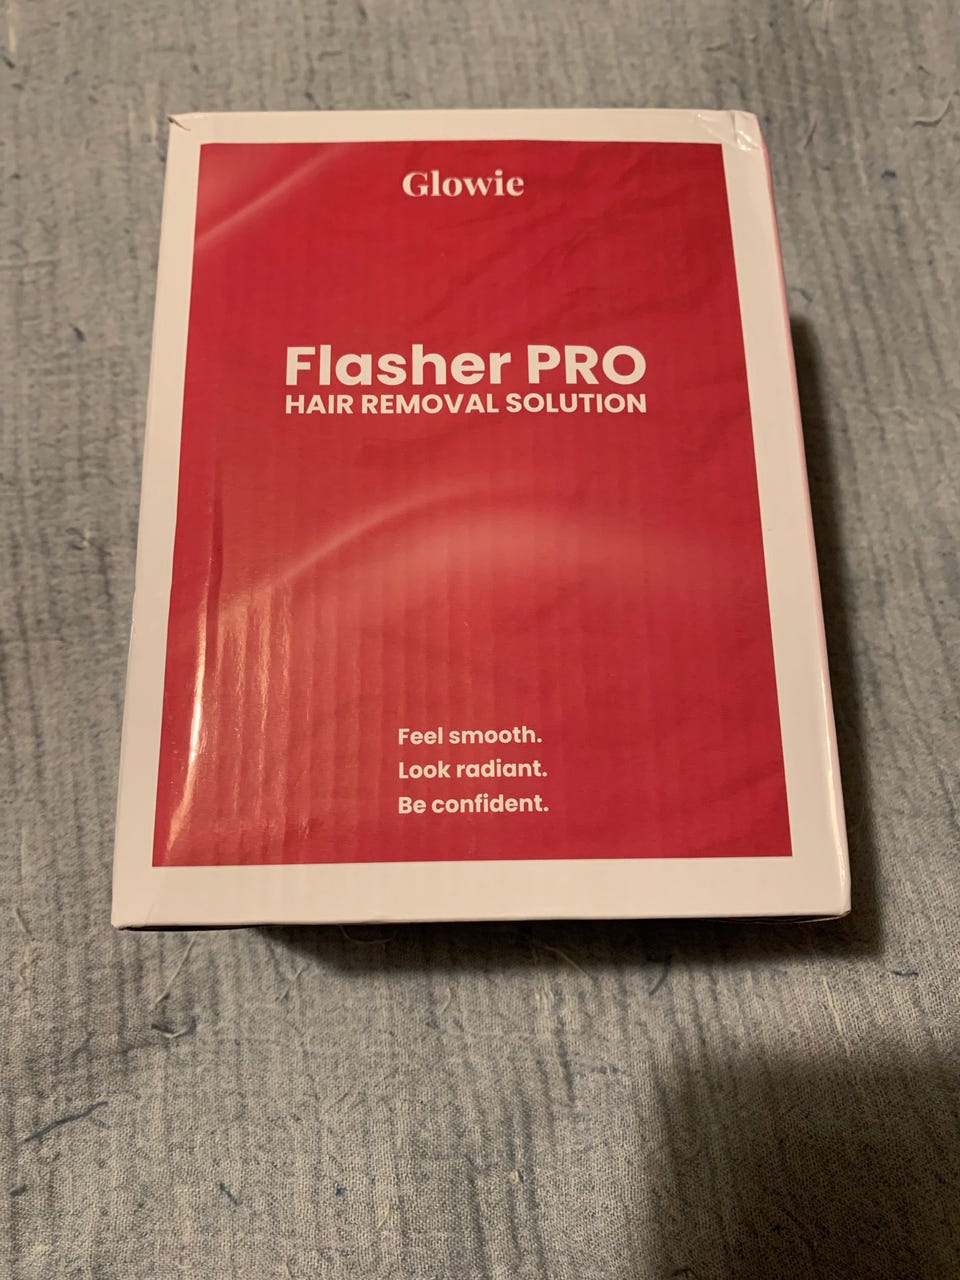 Glowie
Flasher PRO
HAIR REMOVAL SOLUTION
Feel smooth.
Look radiant.
Be confident.